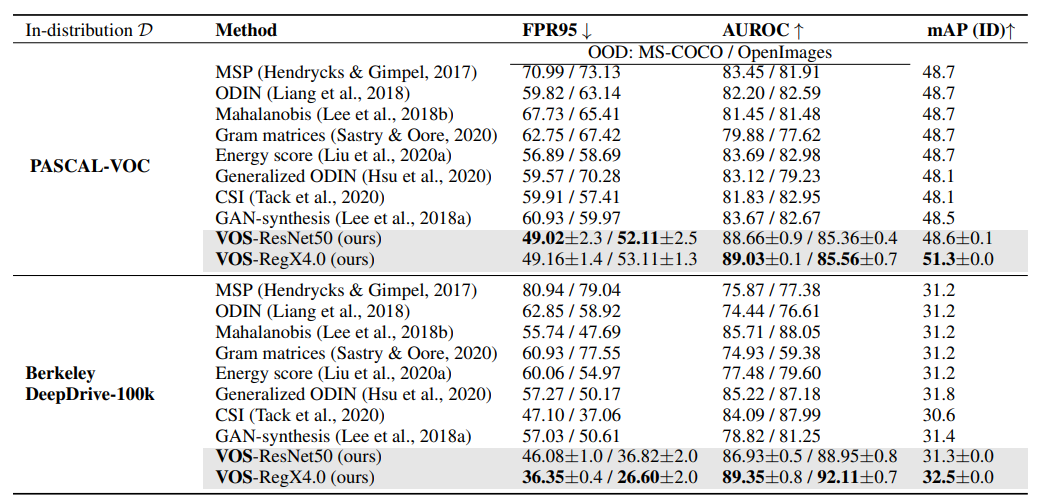 In-distribution 𝒟 Method FPR95 ↓ AUROC ↑ mAP (ID)↑
OOD: MS-COCO / OpenImages
MSP (Hendrycks & Gimpel, 2017) 70.99 / 73.13 83.45 / 81.91 48.7
ODIN (Liang et al., 2018) 59.82 / 63.14 82.20 / 82.59 48.7
Mahalanobis (Lee et al., 2018b) 67.73 / 65.41 81.45 / 81.48 48.7
Gram matrices (Sastry & Oore, 2020) 62.75 / 67.42 79.88 / 77.62 48.7
Energy score (Liu et al., 2020a) 56.89 / 58.69 83.69 / 82.98 48.7
PASCAL-VOC Generalized ODIN (Hsu et al., 2020) 59.57 / 70.28 83.12 / 79.23 48.1
CSI (Tack et al., 2020) 59.91 / 57.41 81.83 / 82.95 48.1
GAN-synthesis (Lee et al., 2018a) 60.93 / 59.97 83.67 / 82.67 48.5
VOS-ResNet50 (ours) 49.02±2.3 / 52.11±2.5 88.66±0.9 / 85.36±0.4 48.6±0.1
VOS-RegX4.0 (ours) 49.16±1.4 / 53.11±1.3 89.03±0.1 / 85.56±0.7 51.3±0.0
MSP (Hendrycks & Gimpel, 2017) 80.94 / 79.04 75.87 / 77.38 31.2
ODIN (Liang et al., 2018) 62.85 / 58.92 74.44 / 76.61 31.2
Mahalanobis (Lee et al., 2018b) 55.74 / 47.69 85.71 / 88.05 31.2
Gram matrices (Sastry & Oore, 2020) 60.93 / 77.55 74.93 / 59.38 31.2
Berkeley Energy score (Liu et al., 2020a) 60.06 / 54.97 77.48 / 79.60 31.2
DeepDrive-100k Generalized ODIN (Hsu et al., 2020) 57.27 / 50.17 85.22 / 87.18 31.8
CSI (Tack et al., 2020) 47.10 / 37.06 84.09 / 87.99 30.6
GAN-synthesis (Lee et al., 2018a) 57.03 / 50.61 78.82 / 81.25 31.4
VOS-ResNet50 (ours) 46.08±1.0 / 36.82±2.0 86.93±0.5 / 88.95±0.8 31.3±0.0
VOS-RegX4.0 (ours) 36.35±0.4 / 26.60±2.0 89.35±0.8 / 92.11±0.7 32.5±0.0